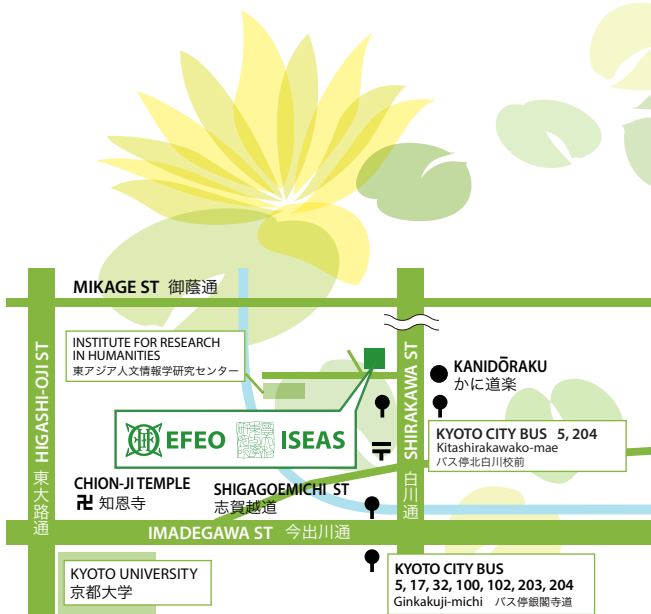 MIKAGE ST 御蔭通
INSTITUTE FOR RESEARCH
IN HUMANITIES
東アジア人文情報学研究センター
HIGASHI-OJI ST 東大路通
SHIRAKAWA ST 白川通
KANIDŌRAKU
かに道楽
EFEO ISEAS
KYOTO CITY BUS 5, 204
Kitashirakawako-mae
バス停北白川校前
CHION-JI TEMPLE
卍 知恩寺
SHIGAGOEMICHI ST
志賀越道
IMADEGAWA ST 今出川通
KYOTO UNIVERSITY
京都大学
KYOTO CITY BUS
5, 17, 32, 100, 102, 203, 204
Ginkakuji-michi バス停銀閣寺道